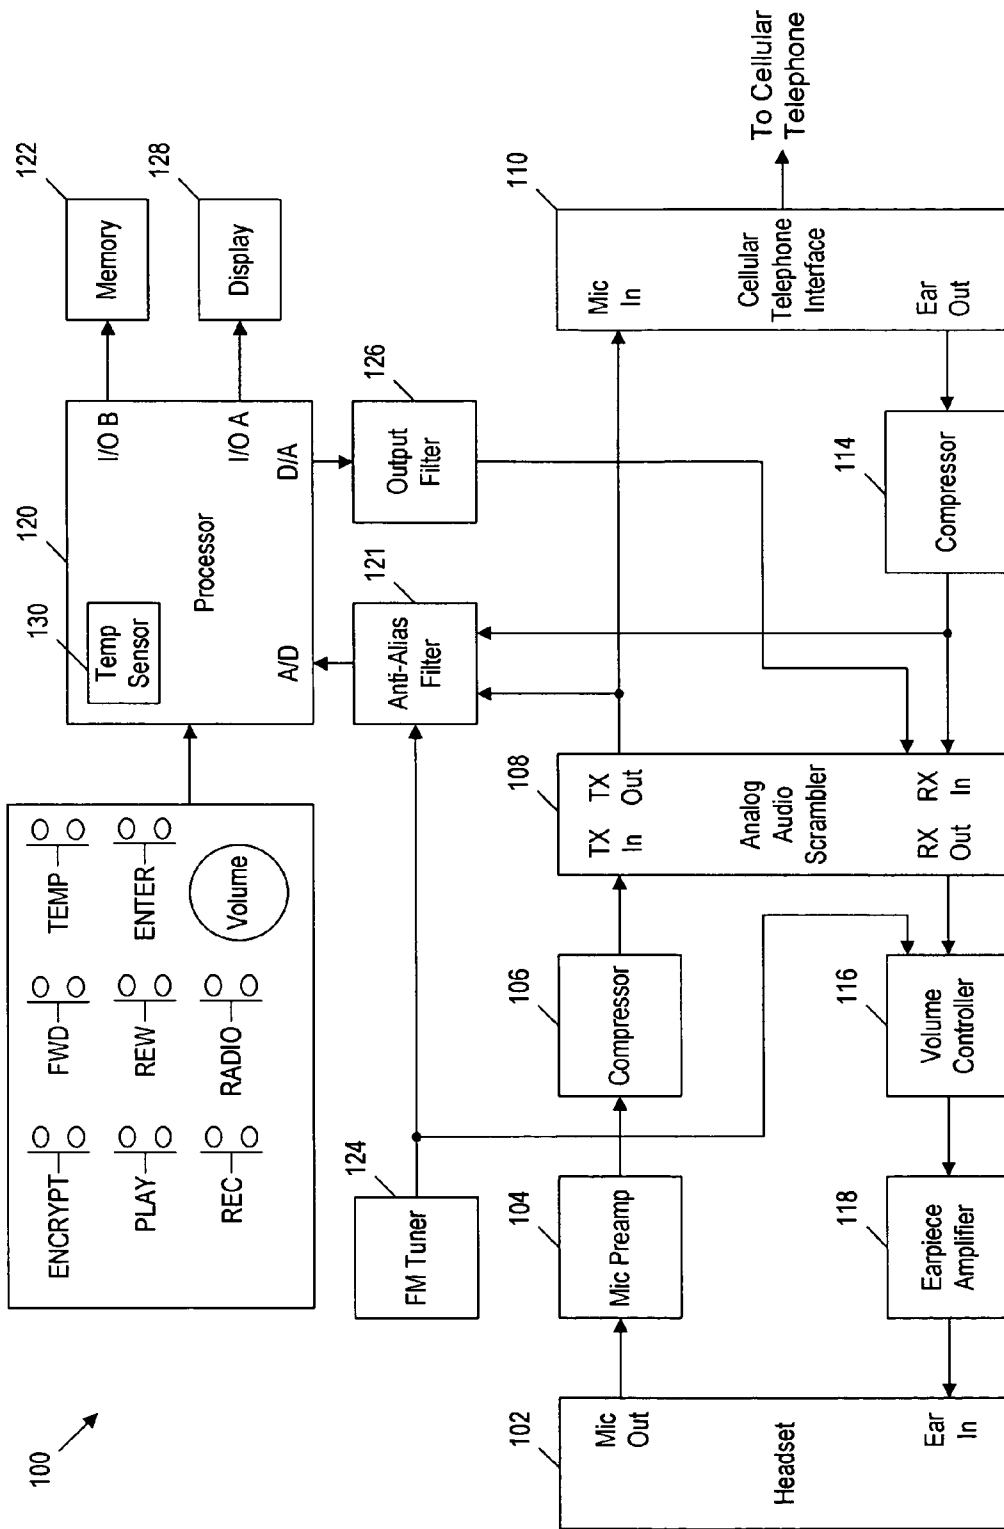 100
ENCRYPT
FWD
TEMP
PLAY
REW
ENTER
REC
RADIO
Volume
130
120
Temp
Sensor
Processor
I/O B
I/O A
A/D
D/A
122
Memory
128
Display
124
FM Tuner
121
Anti-Alias
Filter
126
Output
Filter
102
Mic
Out
Headset
Ear
In
104
Mic Preamp
106
Compressor
108
TX
In
TX
Out
Analog
Audio
Scrambler
RX
Out
RX
In
110
Mic
In
Cellular
Telephone
Interface
Ear
Out
To Cellular
Telephone
118
Earpiece
Amplifier
116
Volume
Controller
114
Compressor